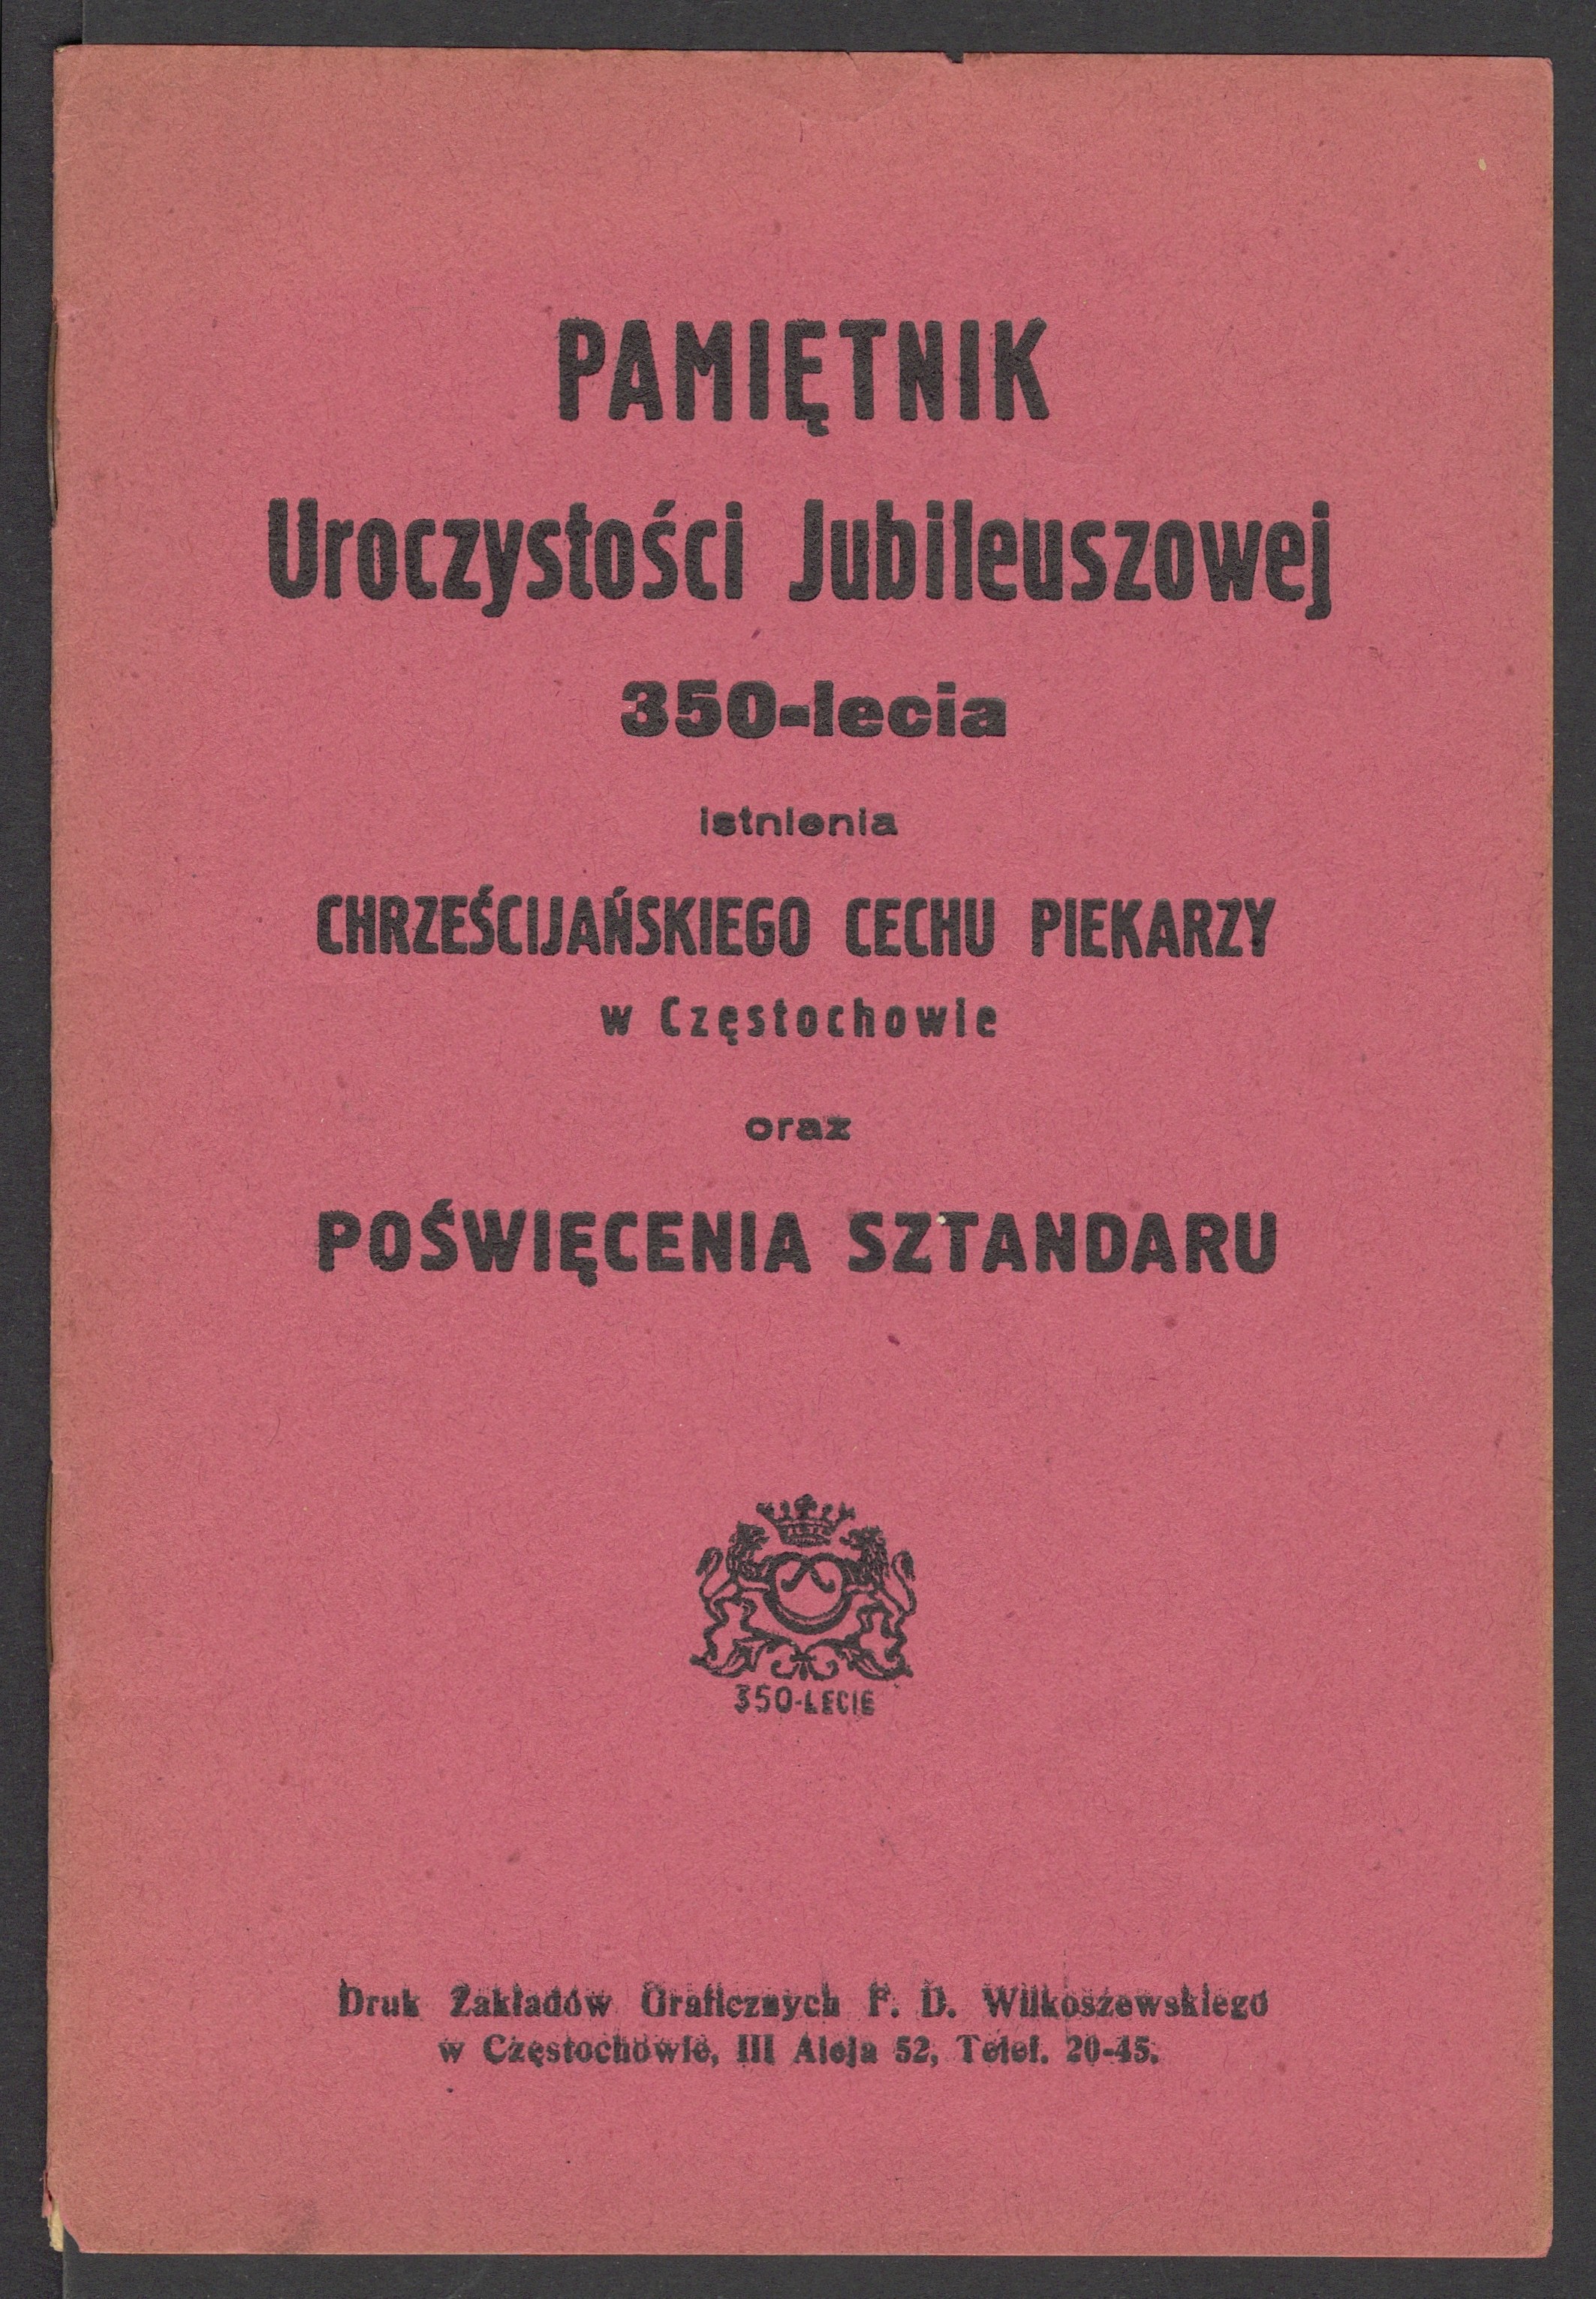 PAMIĘTNIK
Uroczystości Jubileuszowej
350-lecia
istnienia
CHRZEŚCIJAŃSKIEGO CECHU PIEKARZY
w Częstochowie
oraz
POŚWIĘCENIA SZTANDARU
350-LECIE
Druk Zakładów Graficznych F. D. Wilkoszewskiego
w Częstochowie, III Aleja 52, Telef. 20-45.